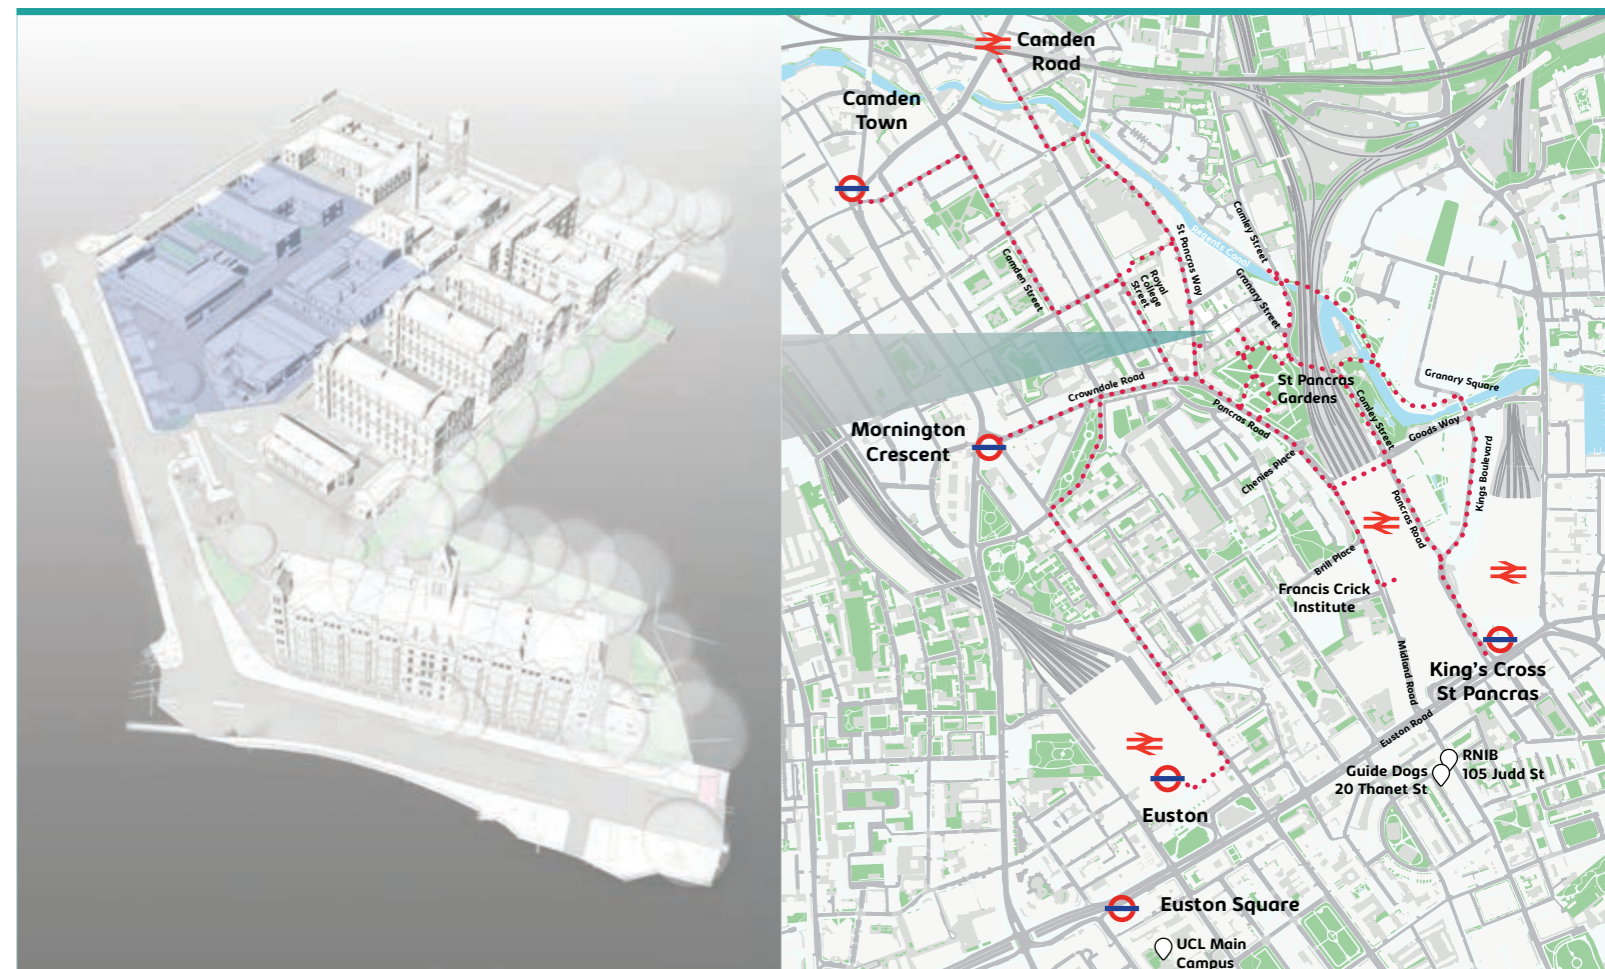 Camden
Road
Camden
Town
Camley Street
St Pancras Way
Regents Canal
Camden Street
Royal
College
Street
Granary Street
St Pancras
Gardens
Granary Square
Crowndale Road
Pancras Road
Camley Street
Goods Way
Mornington
Crescent
Chenies Place
Kings Boulevard
Pancras Road
Brill Place
Francis Crick
Institute
Midland Road
King's Cross
St Pancras
Euston Road
RNIB
105 Judd St
Guide Dogs
20 Thanet St
Euston
Euston Square
UCL Main
Campus